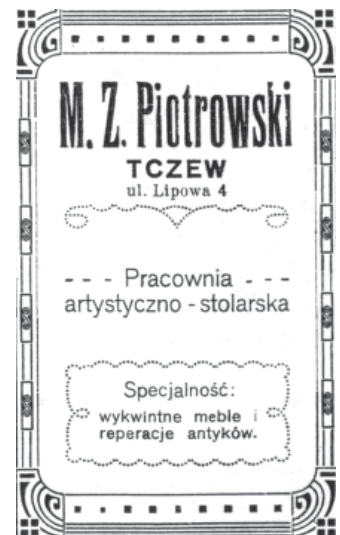 M. Z. Piotrowski
TCZEW
ul. Lipowa 4
- - - Pracownia - - -
artystyczno - stolarska
Specjalność:
wykwintne meble i
reperacje antyków.